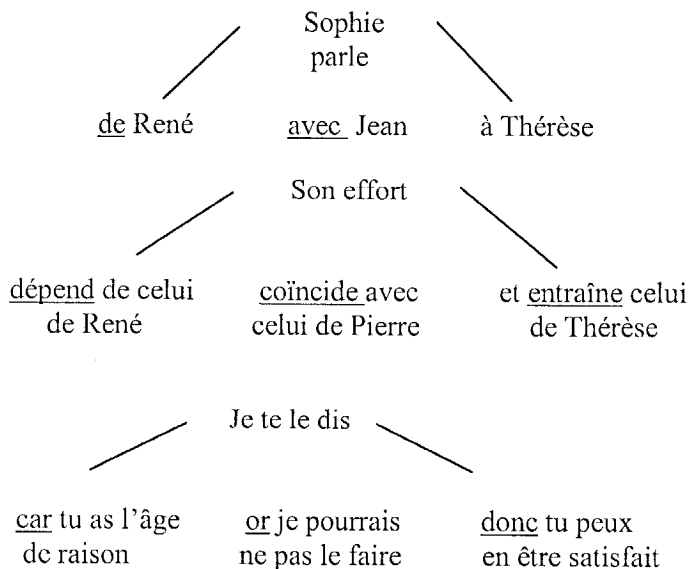 Sophie
parle
de René avec Jean à Thérèse
Son effort
dépend de celui coïncide avec et entraîne celui
de René celui de Pierre de Thérèse
Je te le dis
car tu as l'âge or je pourrais donc tu peux
de raison ne pas le faire en être satisfait